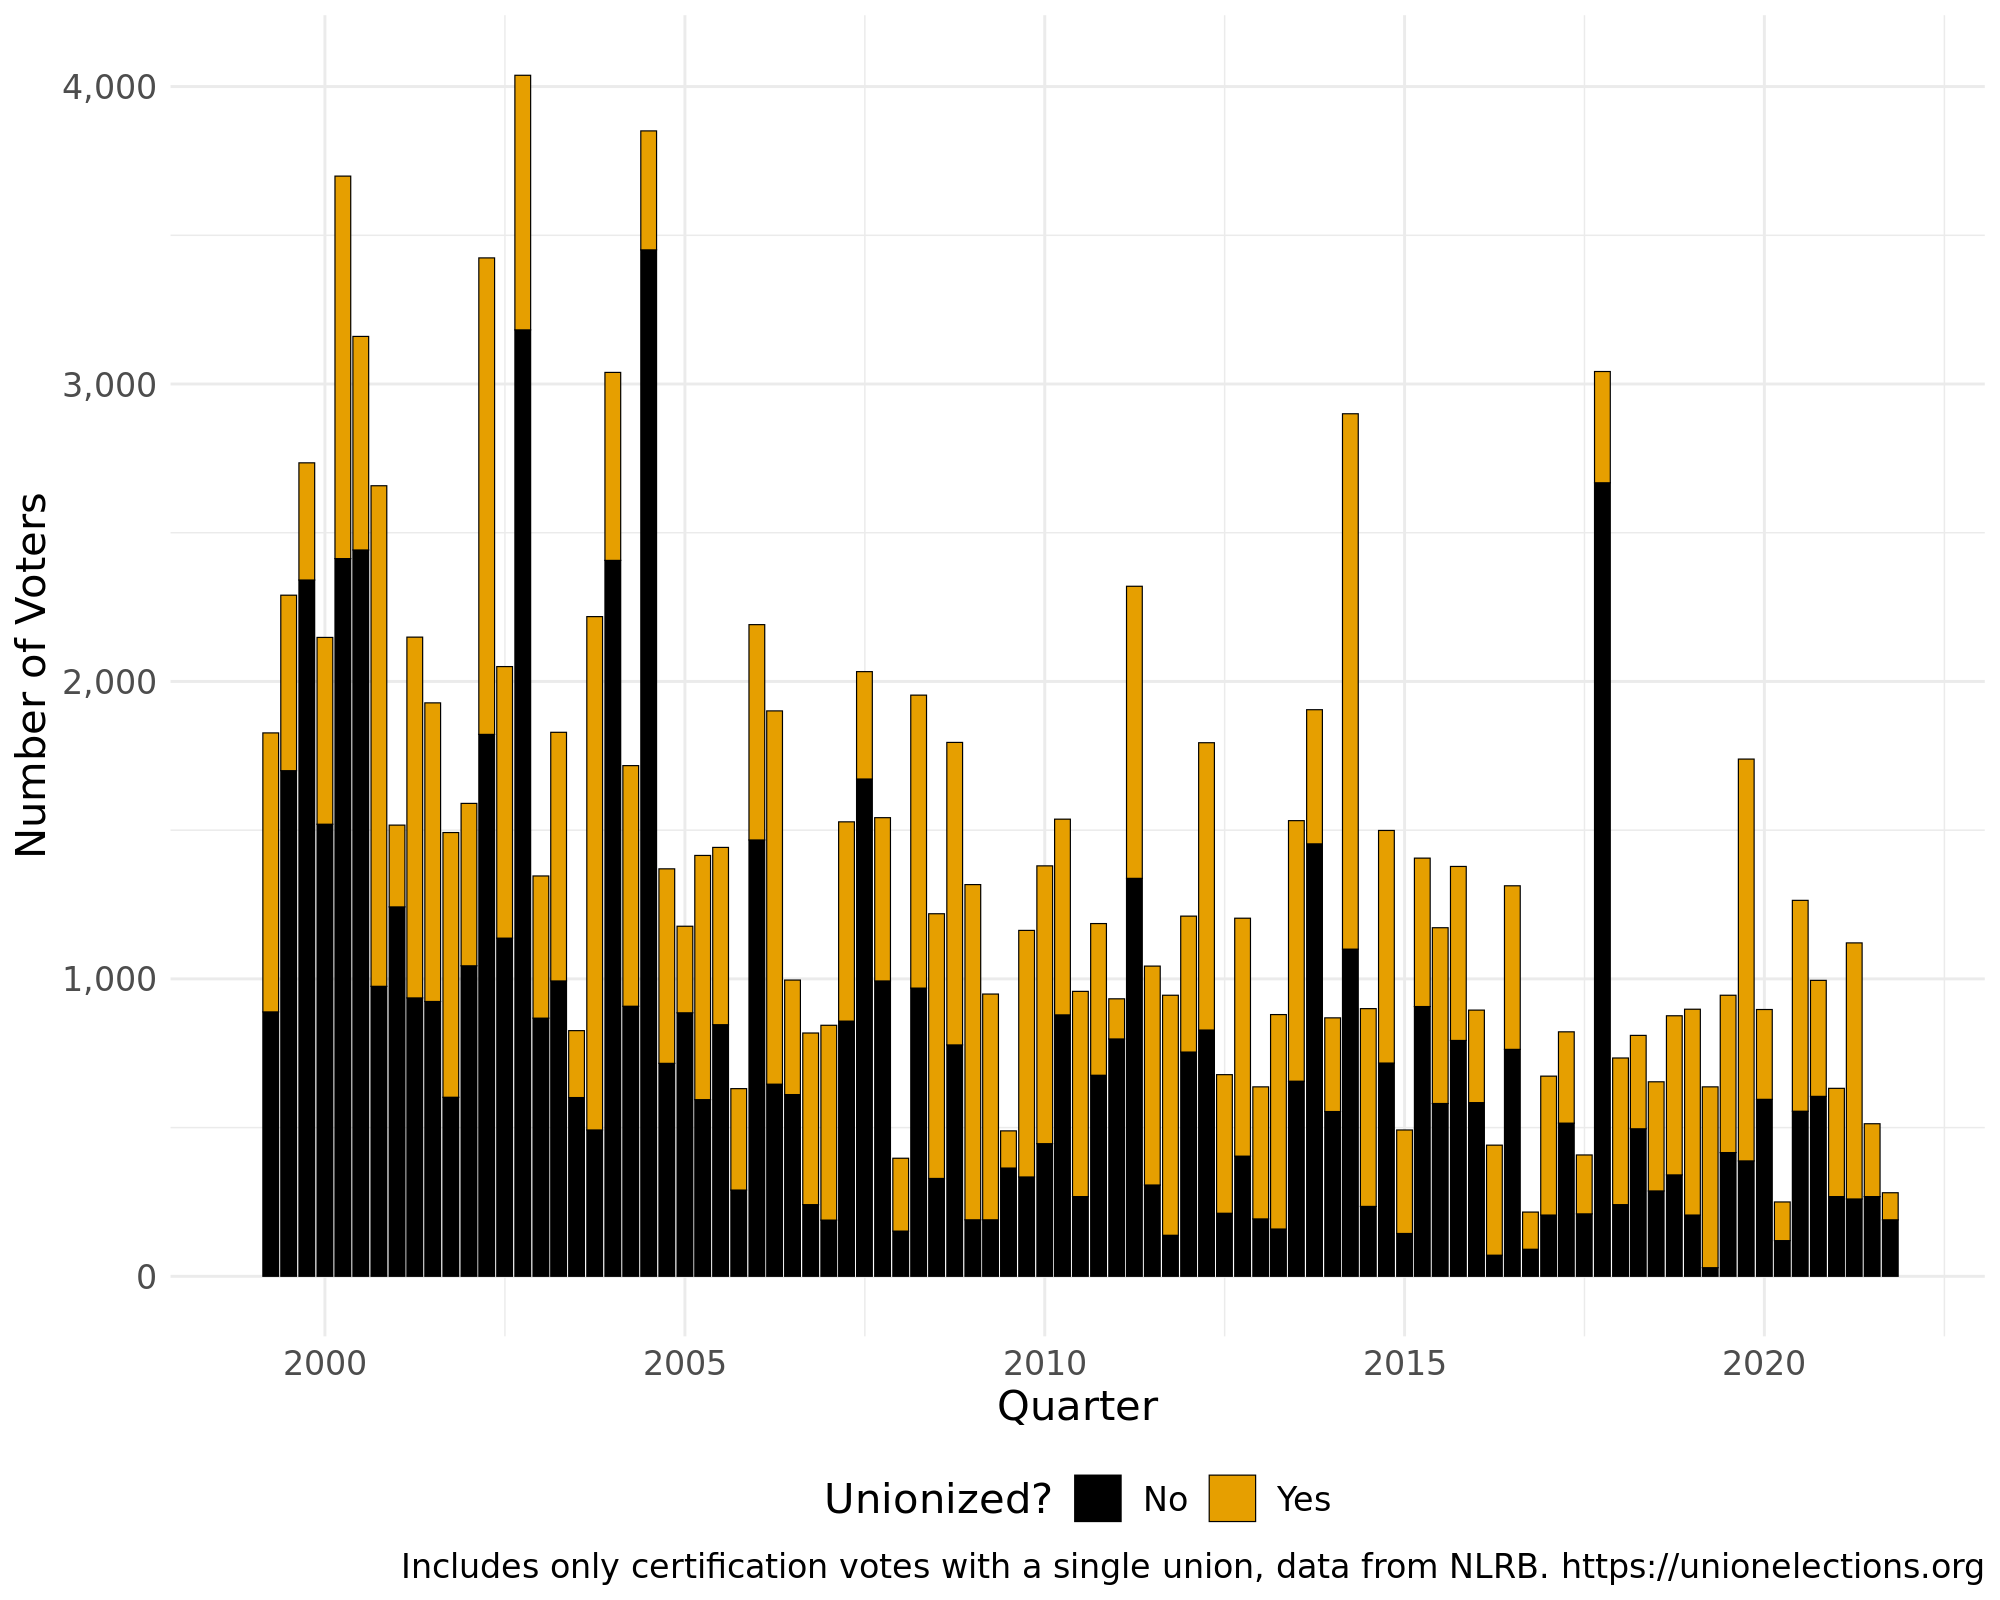 4,000
3,000
2,000
1,000
0
Number of Voters
2000 2005 2010 2015 2020
Quarter
Unionized? No Yes
Includes only certification votes with a single union, data from NLRB. https://unionelections.org